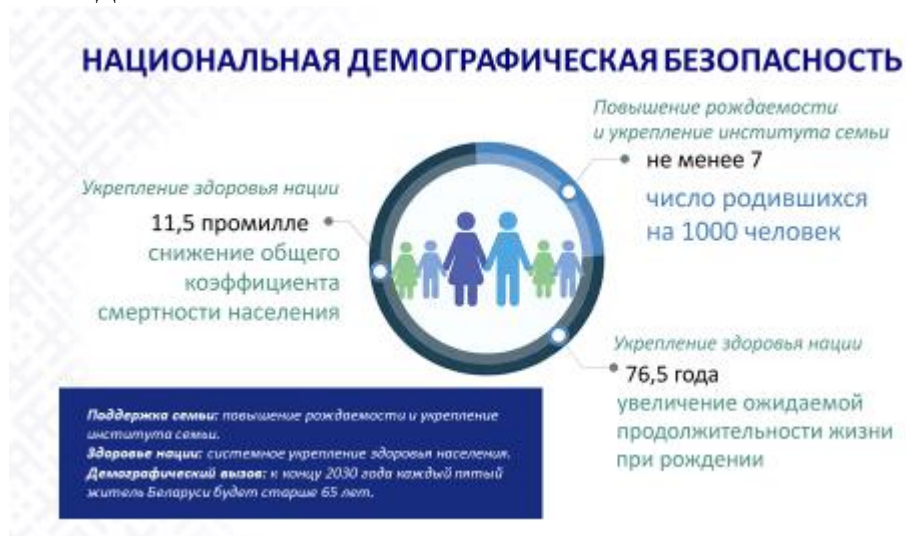 НАЦИОНАЛЬНАЯ ДЕМОГРАФИЧЕСКАЯ БЕЗОПАСНОСТЬ
Повышение рождаемости
и укрепление института семьи
не менее 7
число родившихся
на 1000 человек
Укрепление здоровья нации
11,5 промилле
снижение общего
коэффициента
смертности населения
Укрепление здоровья нации
76,5 года
увеличение ожидаемой
продолжительности жизни
при рождении
Поддержка семьи: повышение рождаемости и укрепление
института семьи.
Здоровье нации: системное укрепление здоровья населения.
Демографический вызов: к концу 2030 года каждый пятый
житель Беларуси будет старше 65 лет.